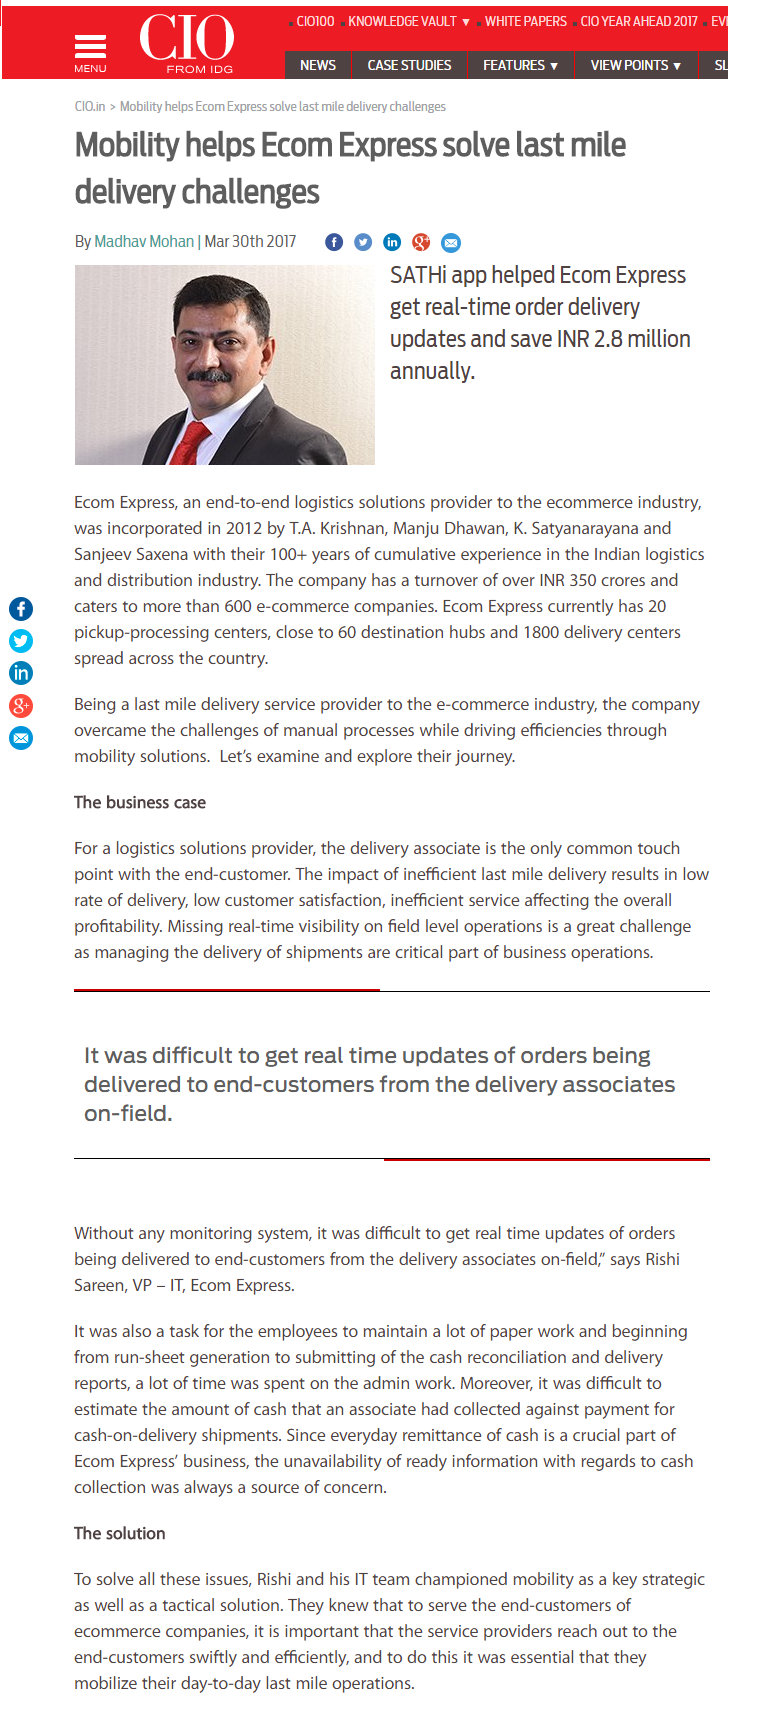 CIO100 KNOWLEDGE VAULT ▼ WHITE PAPERS CIO YEAR AHEAD 2017
CIO
FROM IDG
MENU
NEWS CASE STUDIES FEATURES ▼ VIEW POINTS ▼
CIO.in > Mobility helps Ecom Express solve last mile delivery challenges
Mobility helps Ecom Express solve last mile
delivery challenges
By Madhav Mohan | Mar 30th 2017
SATHi app helped Ecom Express
get real-time order delivery
updates and save INR 2.8 million
annually.
Ecom Express, an end-to-end logistics solutions provider to the ecommerce industry,
was incorporated in 2012 by T.A. Krishnan, Manju Dhawan, K. Satyanarayana and
Sanjeev Saxena with their 100+ years of cumulative experience in the Indian logistics
and distribution industry. The company has a turnover of over INR 350 crores and
caters to more than 600 e-commerce companies. Ecom Express currently has 20
pickup-processing centers, close to 60 destination hubs and 1800 delivery centers
spread across the country.
Being a last mile delivery service provider to the e-commerce industry, the company
overcame the challenges of manual processes while driving efficiencies through
mobility solutions. Let’s examine and explore their journey.
The business case
For a logistics solutions provider, the delivery associate is the only common touch
point with the end-customer. The impact of inefficient last mile delivery results in low
rate of delivery, low customer satisfaction, inefficient service affecting the overall
profitability. Missing real-time visibility on field level operations is a great challenge
as managing the delivery of shipments are critical part of business operations.
It was difficult to get real time updates of orders being
delivered to end-customers from the delivery associates
on-field.
Without any monitoring system, it was difficult to get real time updates of orders
being delivered to end-customers from the delivery associates on-field,” says Rishi
Sareen, VP – IT, Ecom Express.
It was also a task for the employees to maintain a lot of paper work and beginning
from run-sheet generation to submitting of the cash reconciliation and delivery
reports, a lot of time was spent on the admin work. Moreover, it was difficult to
estimate the amount of cash that an associate had collected against payment for
cash-on-delivery shipments. Since everyday remittance of cash is a crucial part of
Ecom Express’ business, the unavailability of ready information with regards to cash
collection was always a source of concern.
The solution
To solve all these issues, Rishi and his IT team championed mobility as a key strategic
as well as a tactical solution. They knew that to serve the end-customers of
ecommerce companies, it is important that the service providers reach out to the
end-customers swiftly and efficiently, and to do this it was essential that they
mobilize their day-to-day last mile operations.